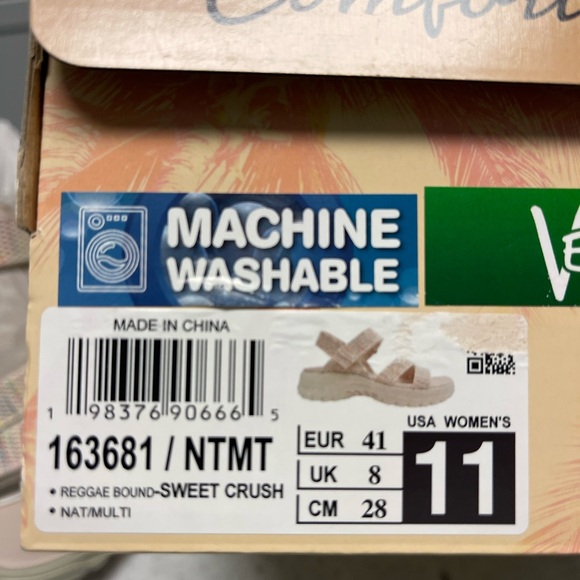 Comfort
MACHINE
WASHABLE
MADE IN CHINA
1 98376 90666 5
163681 / NTMT
• REGGAE BOUND-SWEET CRUSH
• NAT/MULTI
EUR 41
UK 8
CM 28
USA WOMEN'S
11